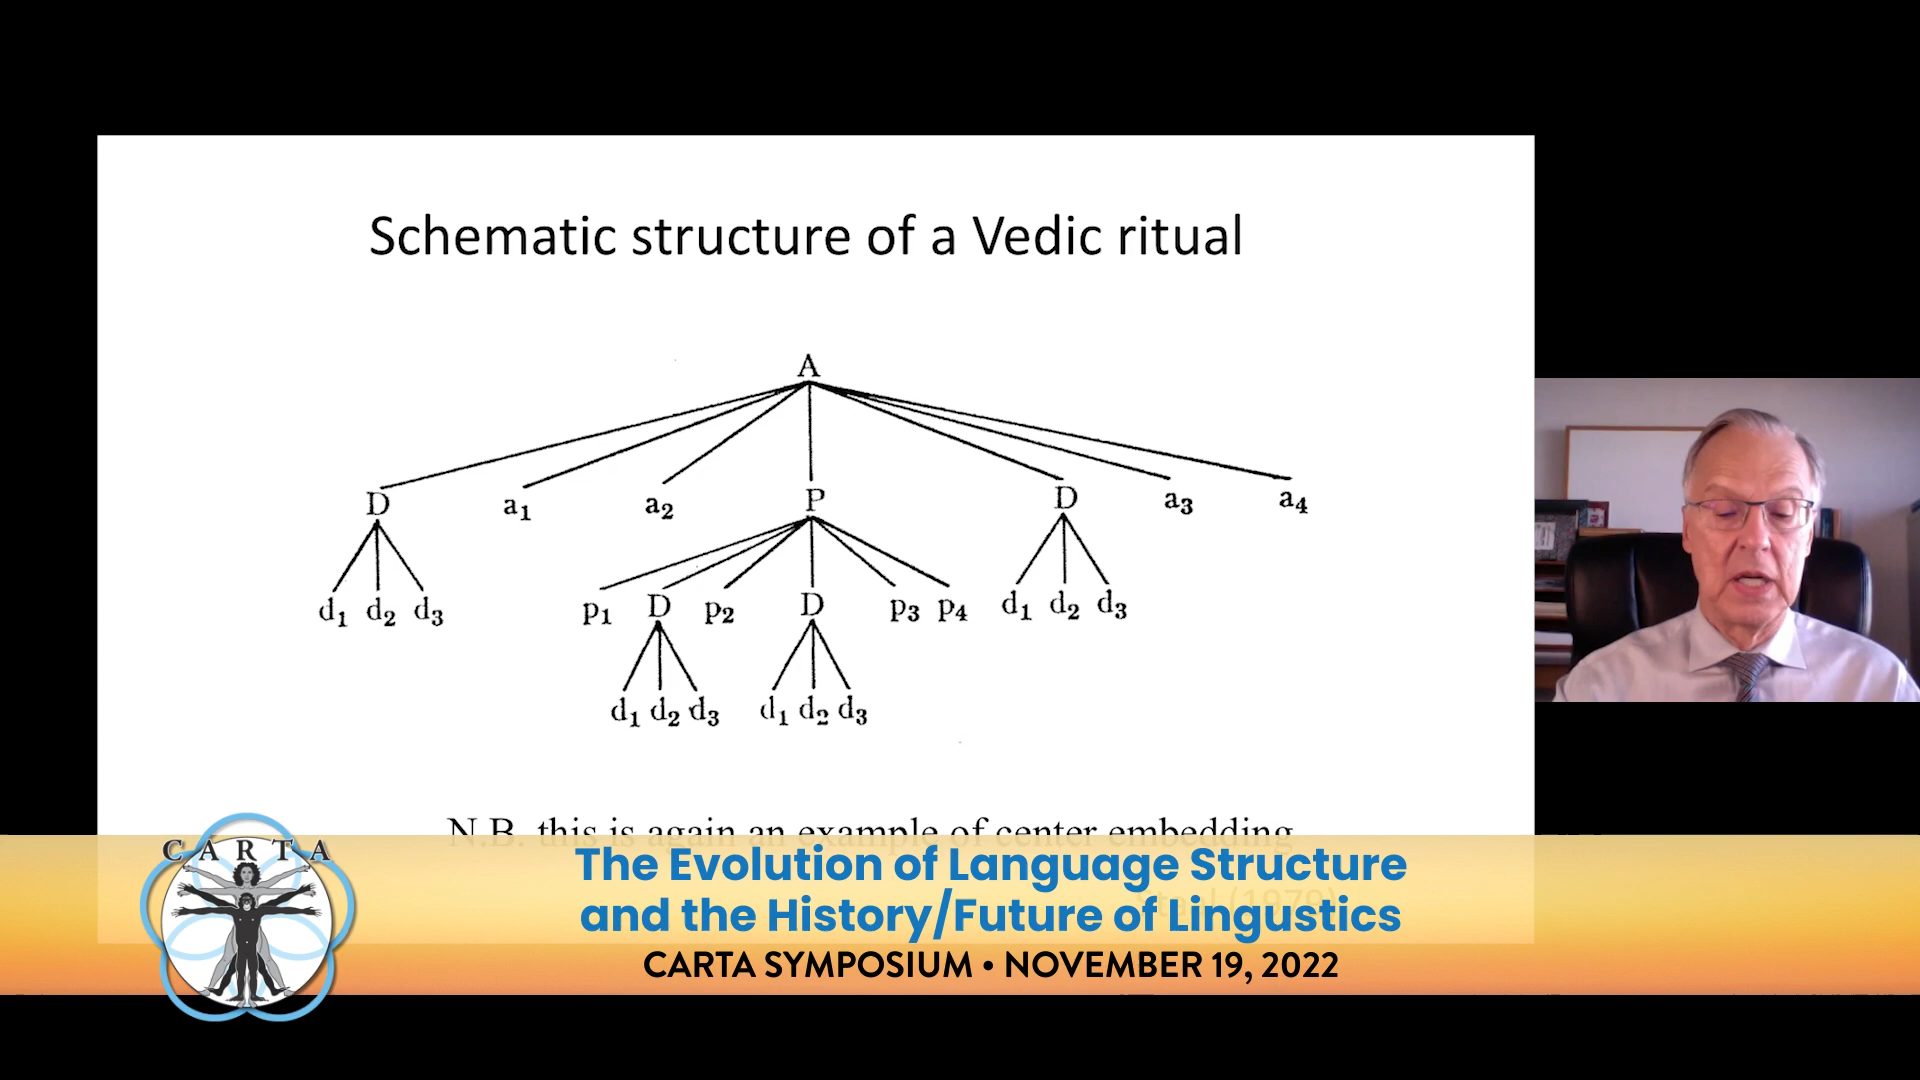 Schematic structure of a Vedic ritual
A
D a₁ a₂ P D a₃ a₄
d₁ d₂ d₃ p₁ D p₂ D p₃ p₄ d₁ d₂ d₃
d₁ d₂ d₃ d₁ d₂ d₃
N.B. this is again an example of center embedding
CARTA
The Evolution of Language Structure
and the History/Future of Lingustics
CARTA SYMPOSIUM • NOVEMBER 19, 2022